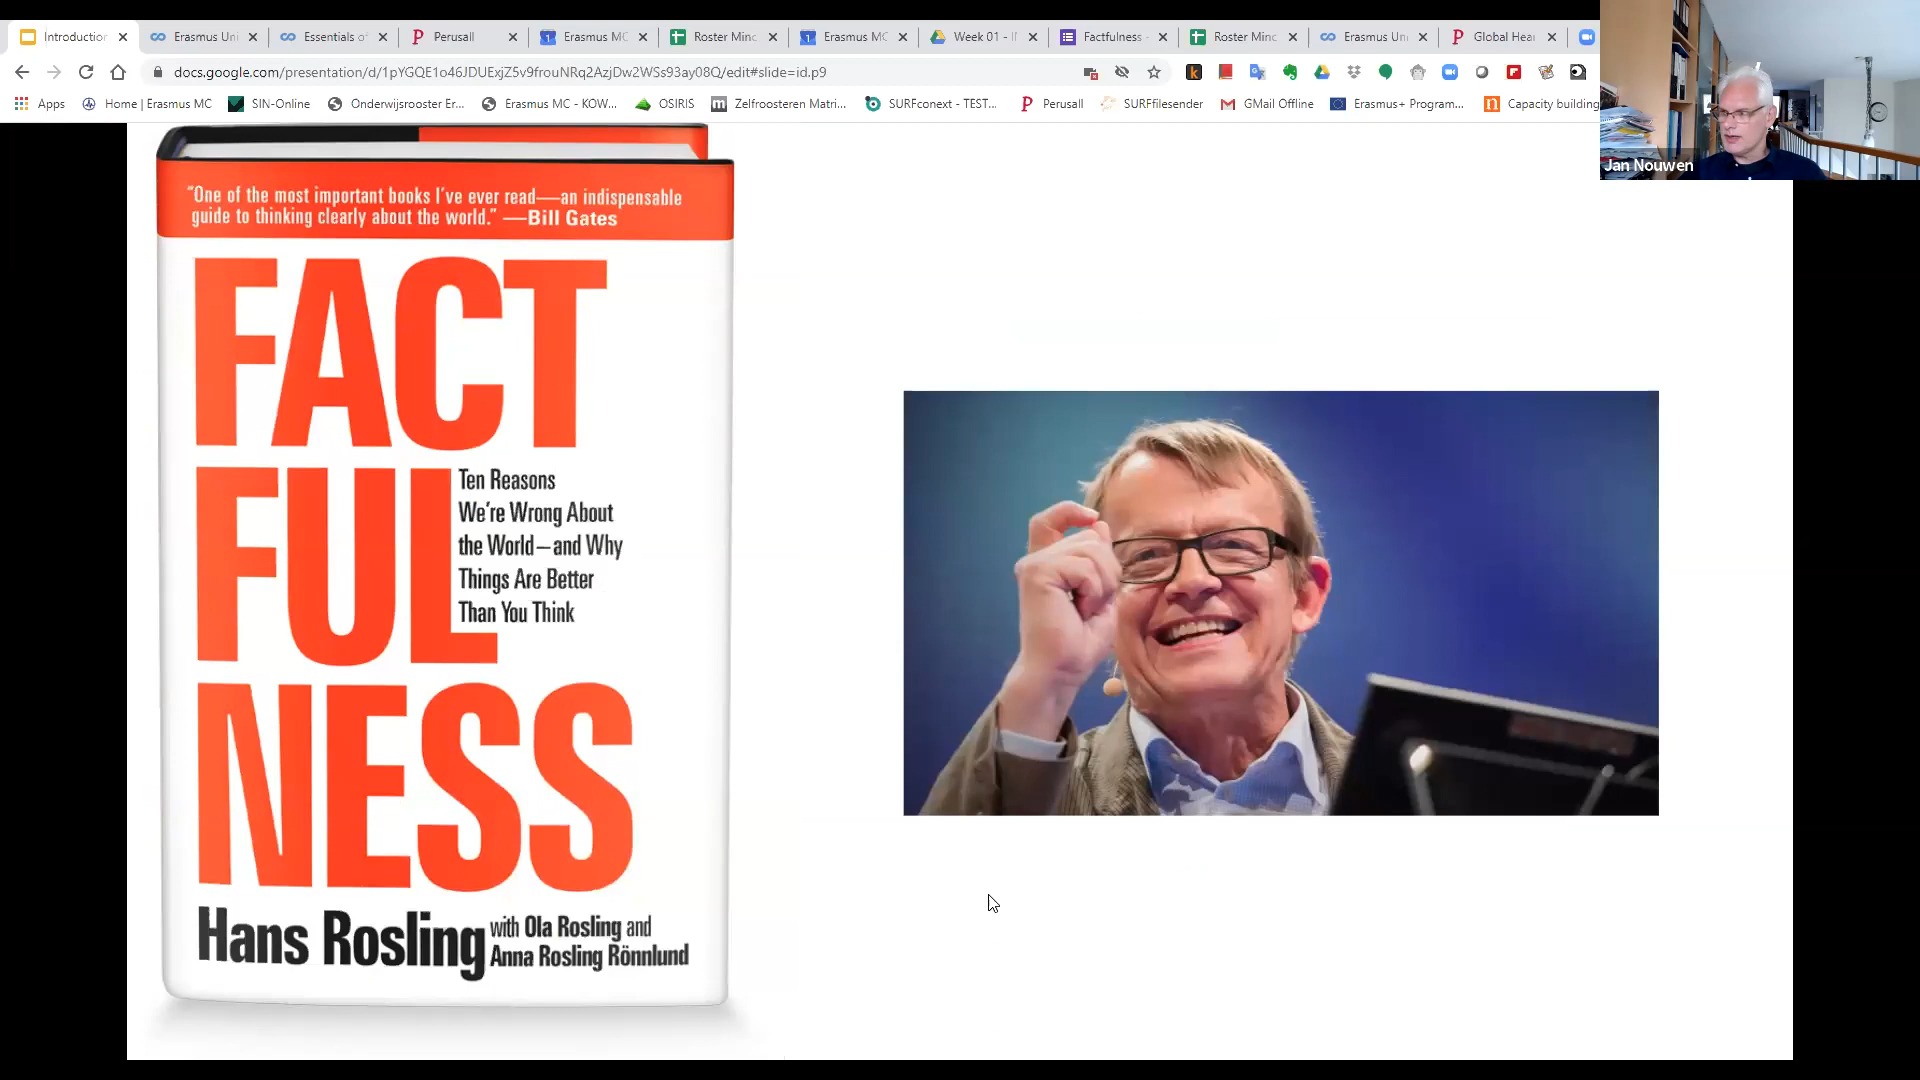 Introduction
Erasmus Uni
Essentials of
Perusall
Erasmus MC
Roster Minc
Erasmus MC
Week 01 - I
Factfulness -
Roster Minc
Erasmus Uni
Global Heal
docs.google.com/presentation/d/1pYGQE1o46JDUExjZ5v9frouNRq2AzjDw2WSs93ay08Q/edit#slide=id.p9
Apps
Home | Erasmus MC
SIN-Online
Onderwijsrooster Er...
Erasmus MC - KOW...
OSIRIS
Zelfroosteren Matri...
SURFconext - TEST...
Perusall
SURFfilesender
GMail Offline
Erasmus+ Program...
Capacity building
Jan Nouwen
“One of the most important books I’ve ever read—an indispensable
guide to thinking clearly about the world.” —Bill Gates
FACT
FUL
NESS
Ten Reasons
We’re Wrong About
the World—and Why
Things Are Better
Than You Think
Hans Rosling
with Ola Rosling and
Anna Rosling Rönnlund